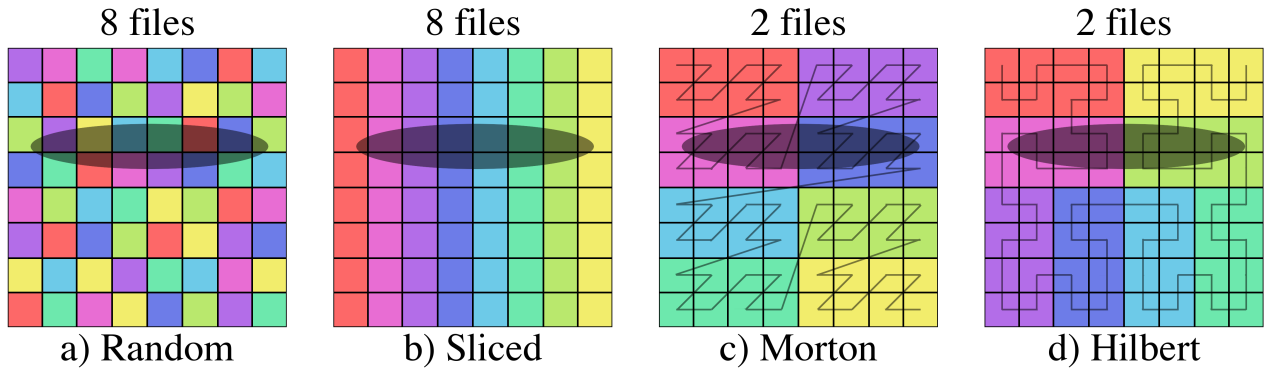 8 files
8 files
2 files
2 files
a) Random
b) Sliced
c) Morton
d) Hilbert